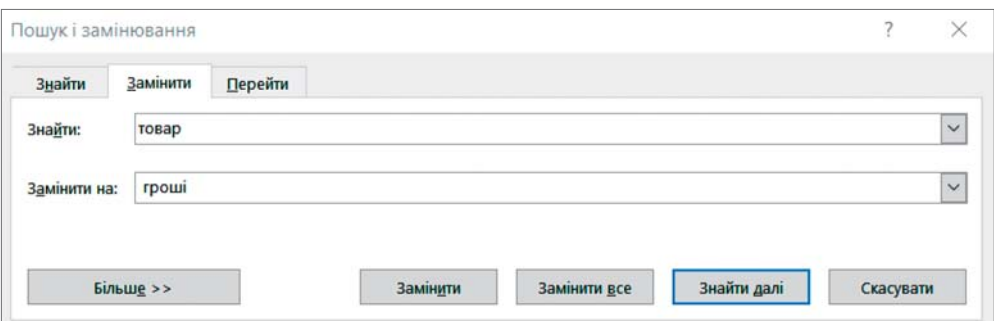 Пошук і замінювання ?
Знайти Замінити Перейти
Знайти: товар
Замінити на: гроші
Більше >> Замінити Замінити все Знайти далі Скасувати